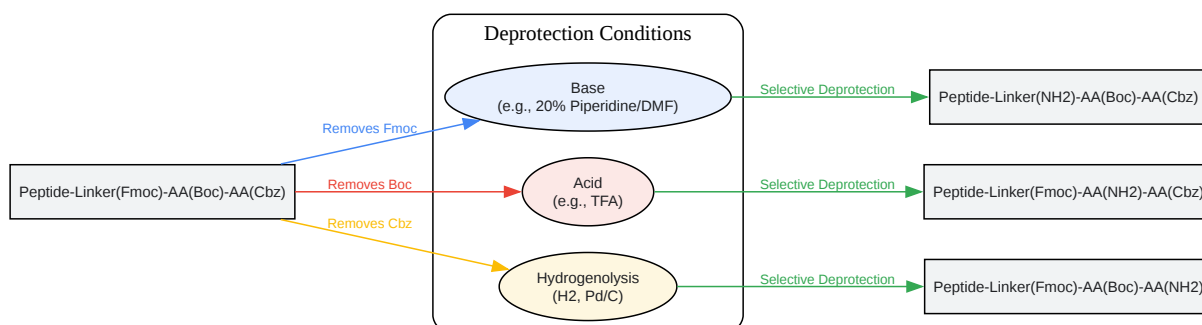 Deprotection Conditions
Base
(e.g., 20% Piperidine/DMF)
Selective Deprotection
Peptide-Linker(NH2)-AA(Boc)-AA(Cbz)
Removes Fmoc
Peptide-Linker(Fmoc)-AA(Boc)-AA(Cbz)
Removes Boc
Acid
(e.g., TFA)
Selective Deprotection
Peptide-Linker(Fmoc)-AA(NH2)-AA(Cbz)
Removes Cbz
Hydrogenolysis
(H2, Pd/C)
Selective Deprotection
Peptide-Linker(Fmoc)-AA(Boc)-AA(NH2)